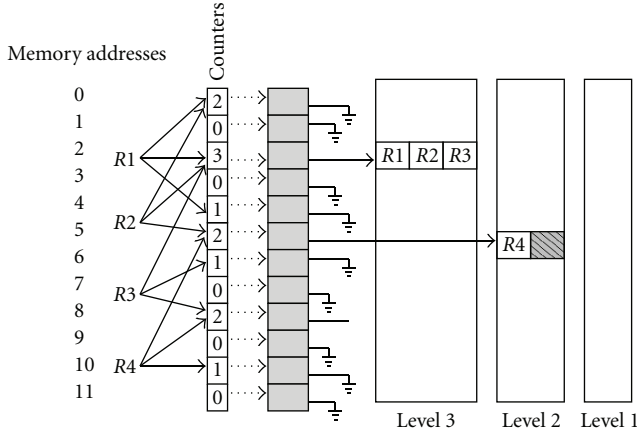 Counters
Memory addresses
0 2
1 0
2 3 R1 R2 R3
R1
3 0
4 1
R2
5 2 R4
6 1
7 0
R3
8 2
9 0
10 R4 1
11 0
Level 3 Level 2 Level 1